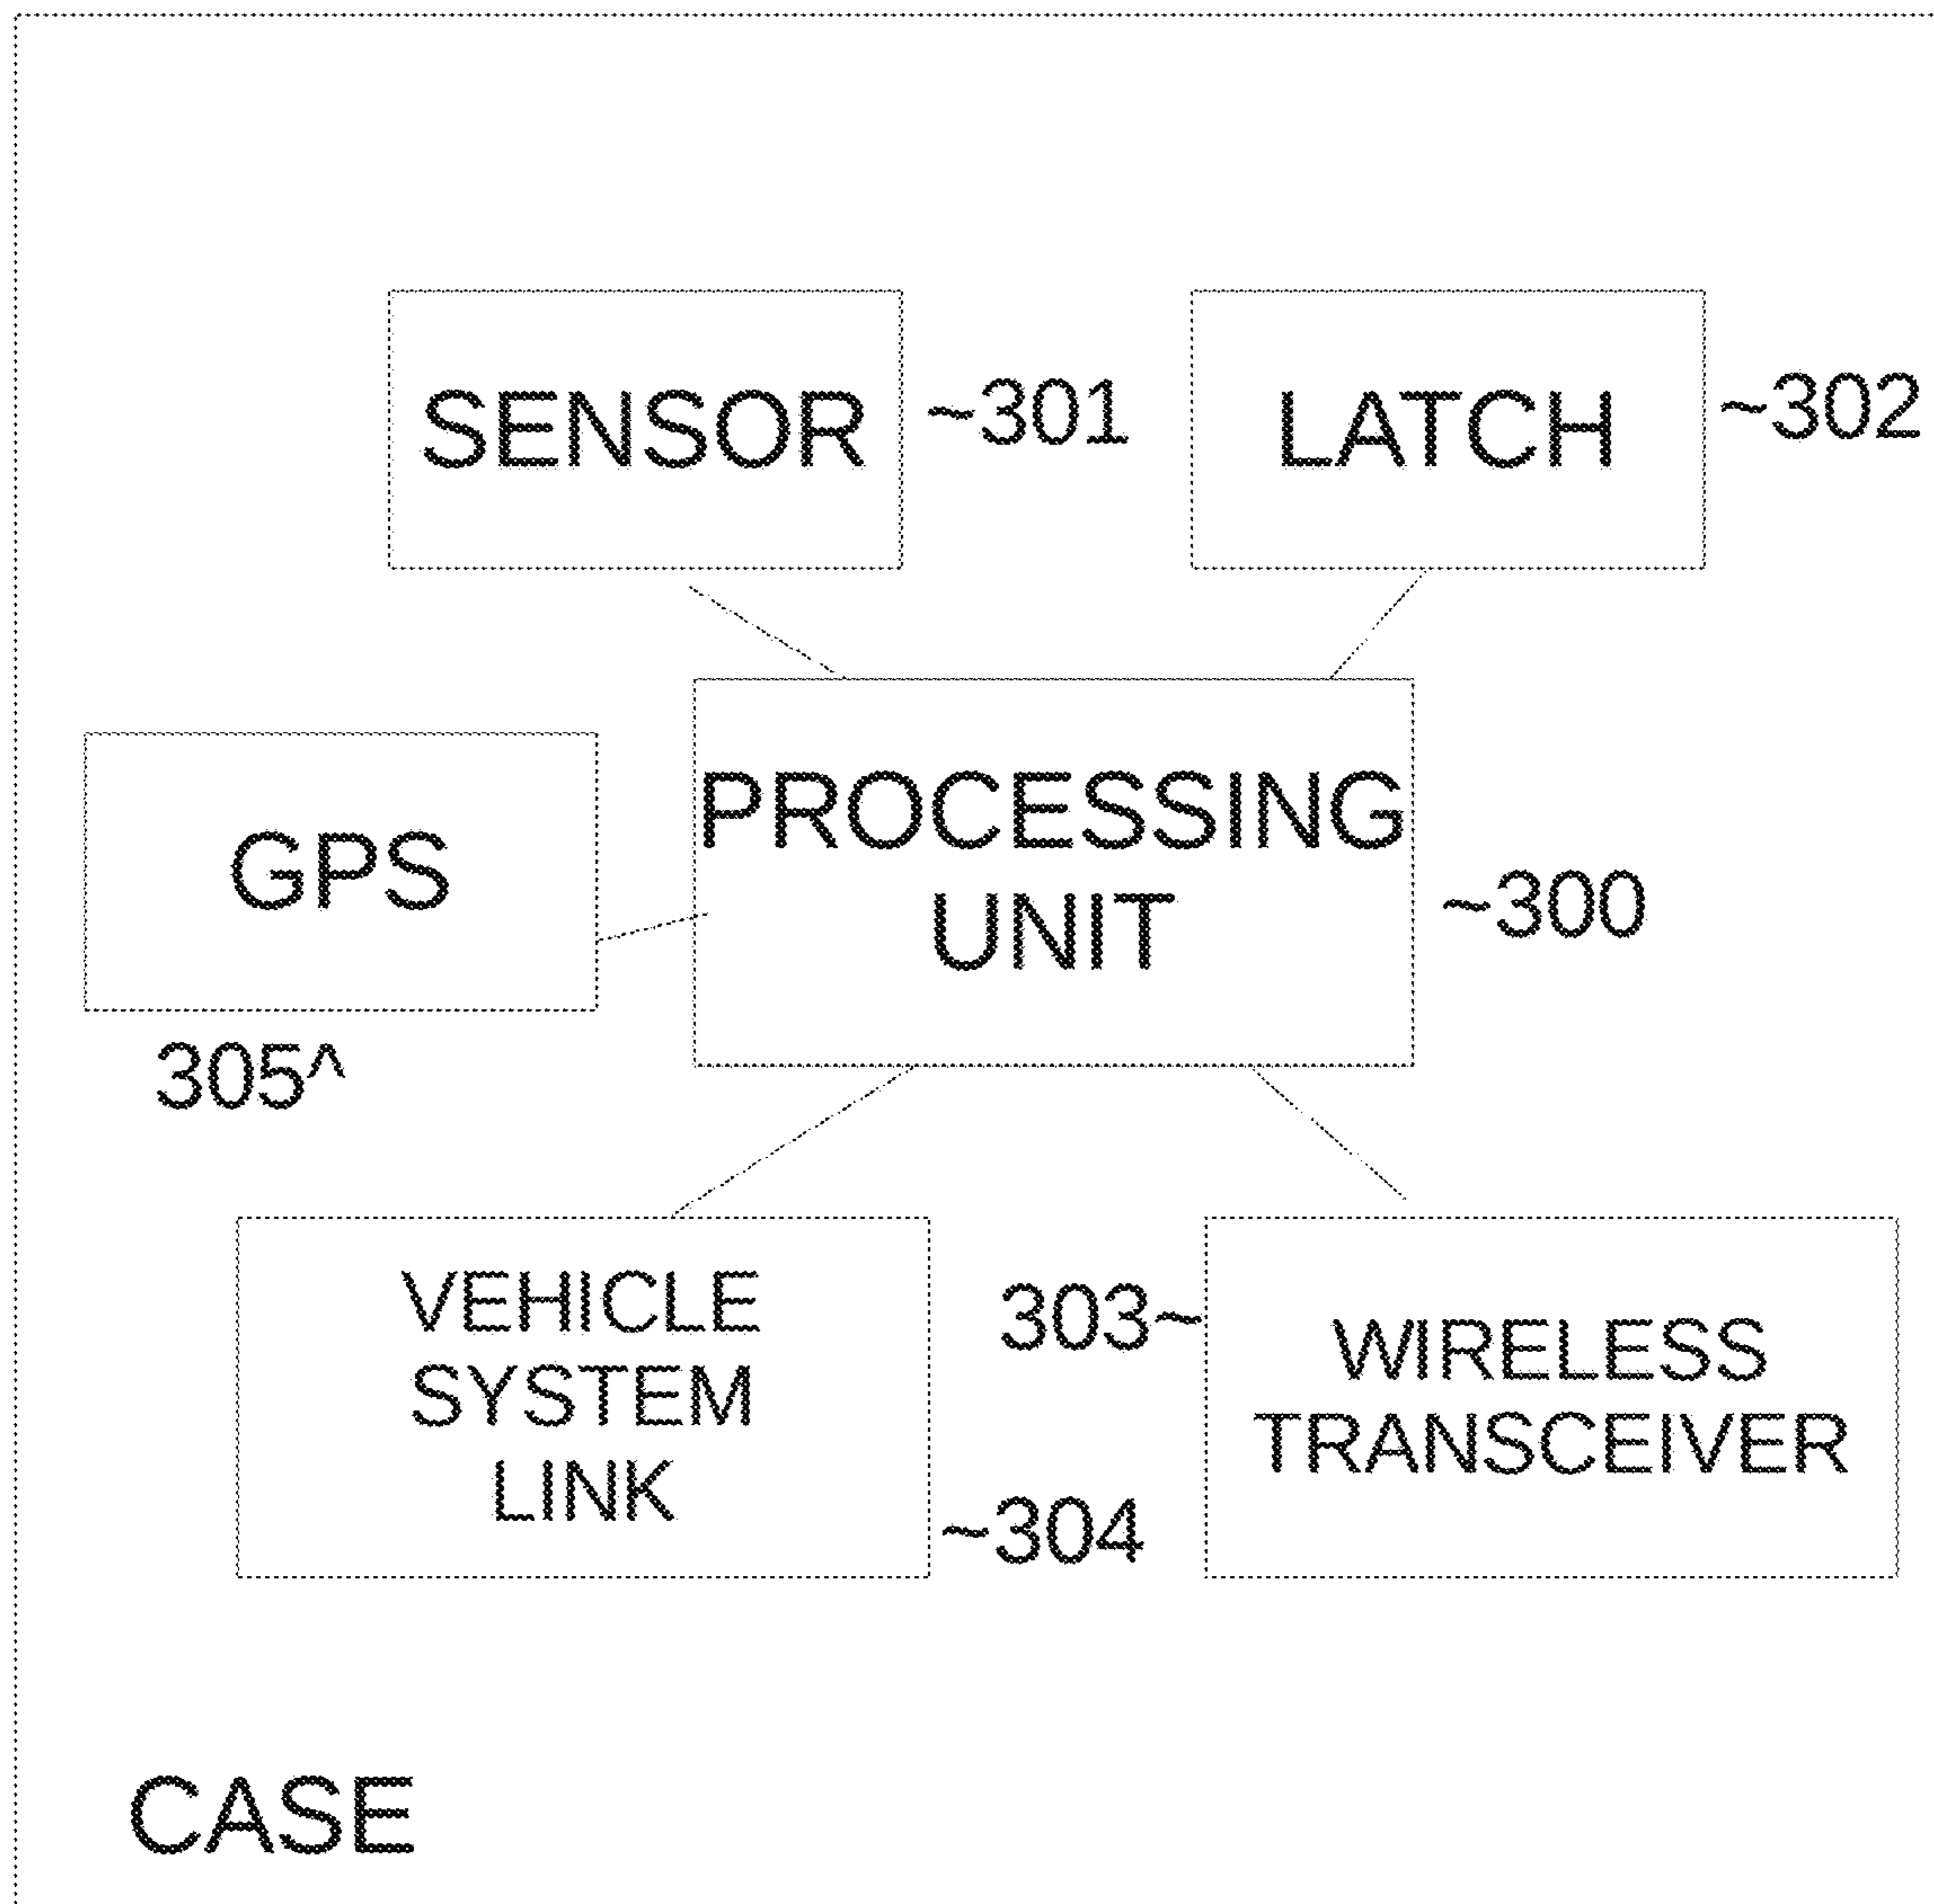 SENSOR
~301
LATCH
~302
PROCESSING
UNIT
~300
GPS
305^
VEHICLE
SYSTEM
LINK
~304
303~
WIRELESS
TRANSCEIVER
CASE